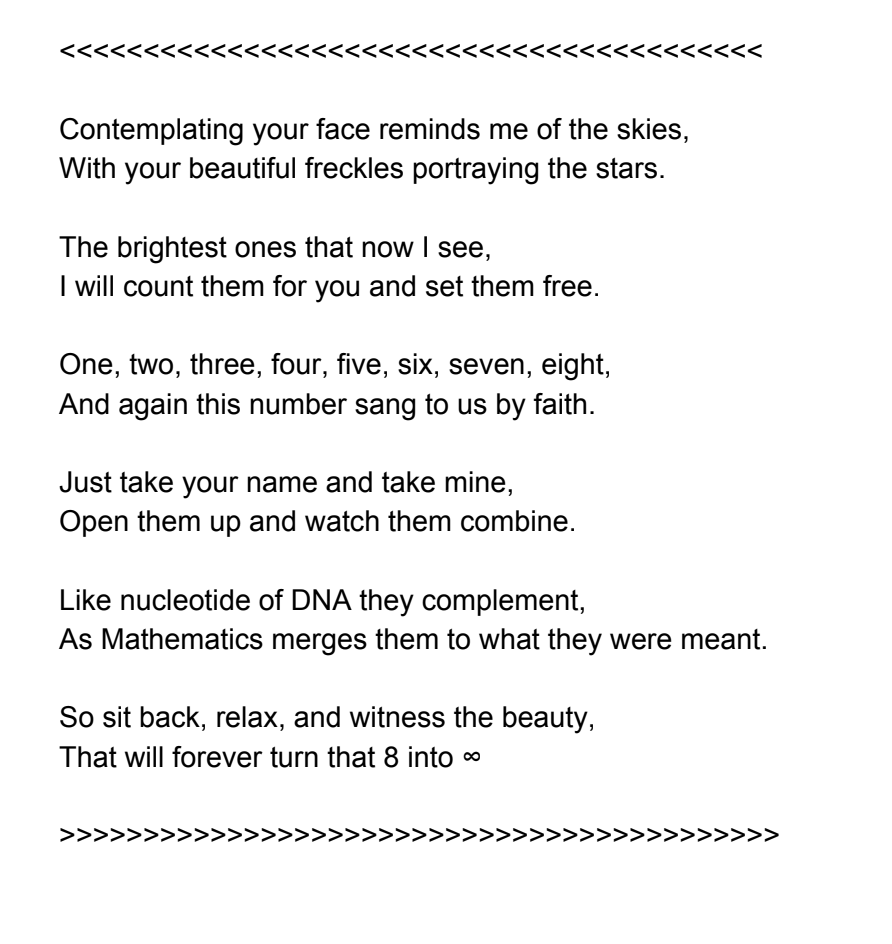 <<<<<<<<<<<<<<<<<<<<<<<<<<<<<<<<<<<<<<<<<<
Contemplating your face reminds me of the skies,
With your beautiful freckles portraying the stars.
The brightest ones that now I see,
I will count them for you and set them free.
One, two, three, four, five, six, seven, eight,
And again this number sang to us by faith.
Just take your name and take mine,
Open them up and watch them combine.
Like nucleotide of DNA they complement,
As Mathematics merges them to what they were meant.
So sit back, relax, and witness the beauty,
That will forever turn that 8 into ∞
>>>>>>>>>>>>>>>>>>>>>>>>>>>>>>>>>>>>>>>>>>>